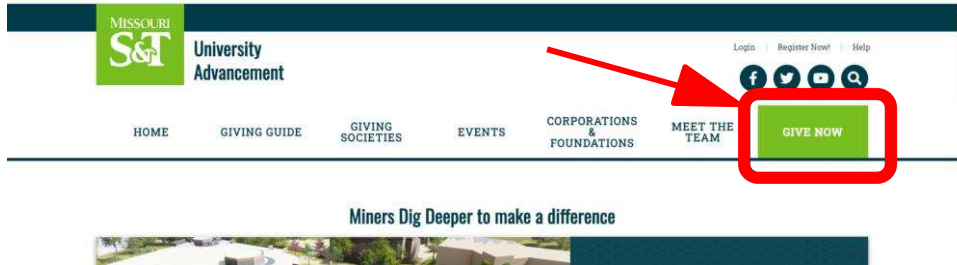 MISSOURI
S&T
University
Advancement
Login | Register Now! | Help
HOME
GIVING GUIDE
GIVING
SOCIETIES
EVENTS
CORPORATIONS
&
FOUNDATIONS
MEET THE
TEAM
GIVE NOW
Miners Dig Deeper to make a difference